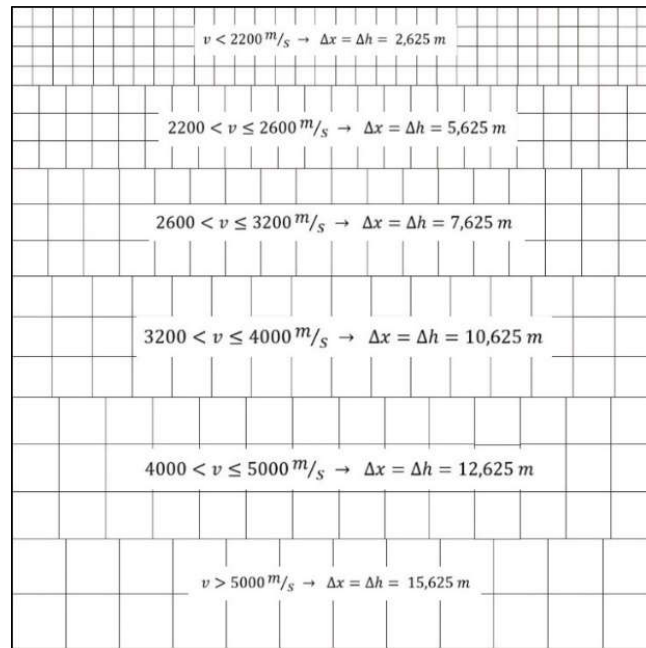 v < 2200 m/s → Δx = Δh = 2,625 m
2200 < v ≤ 2600 m/s → Δx = Δh = 5,625 m
2600 < v ≤ 3200 m/s → Δx = Δh = 7,625 m
3200 < v ≤ 4000 m/s → Δx = Δh = 10,625 m
4000 < v ≤ 5000 m/s → Δx = Δh = 12,625 m
v > 5000 m/s → Δx = Δh = 15,625 m